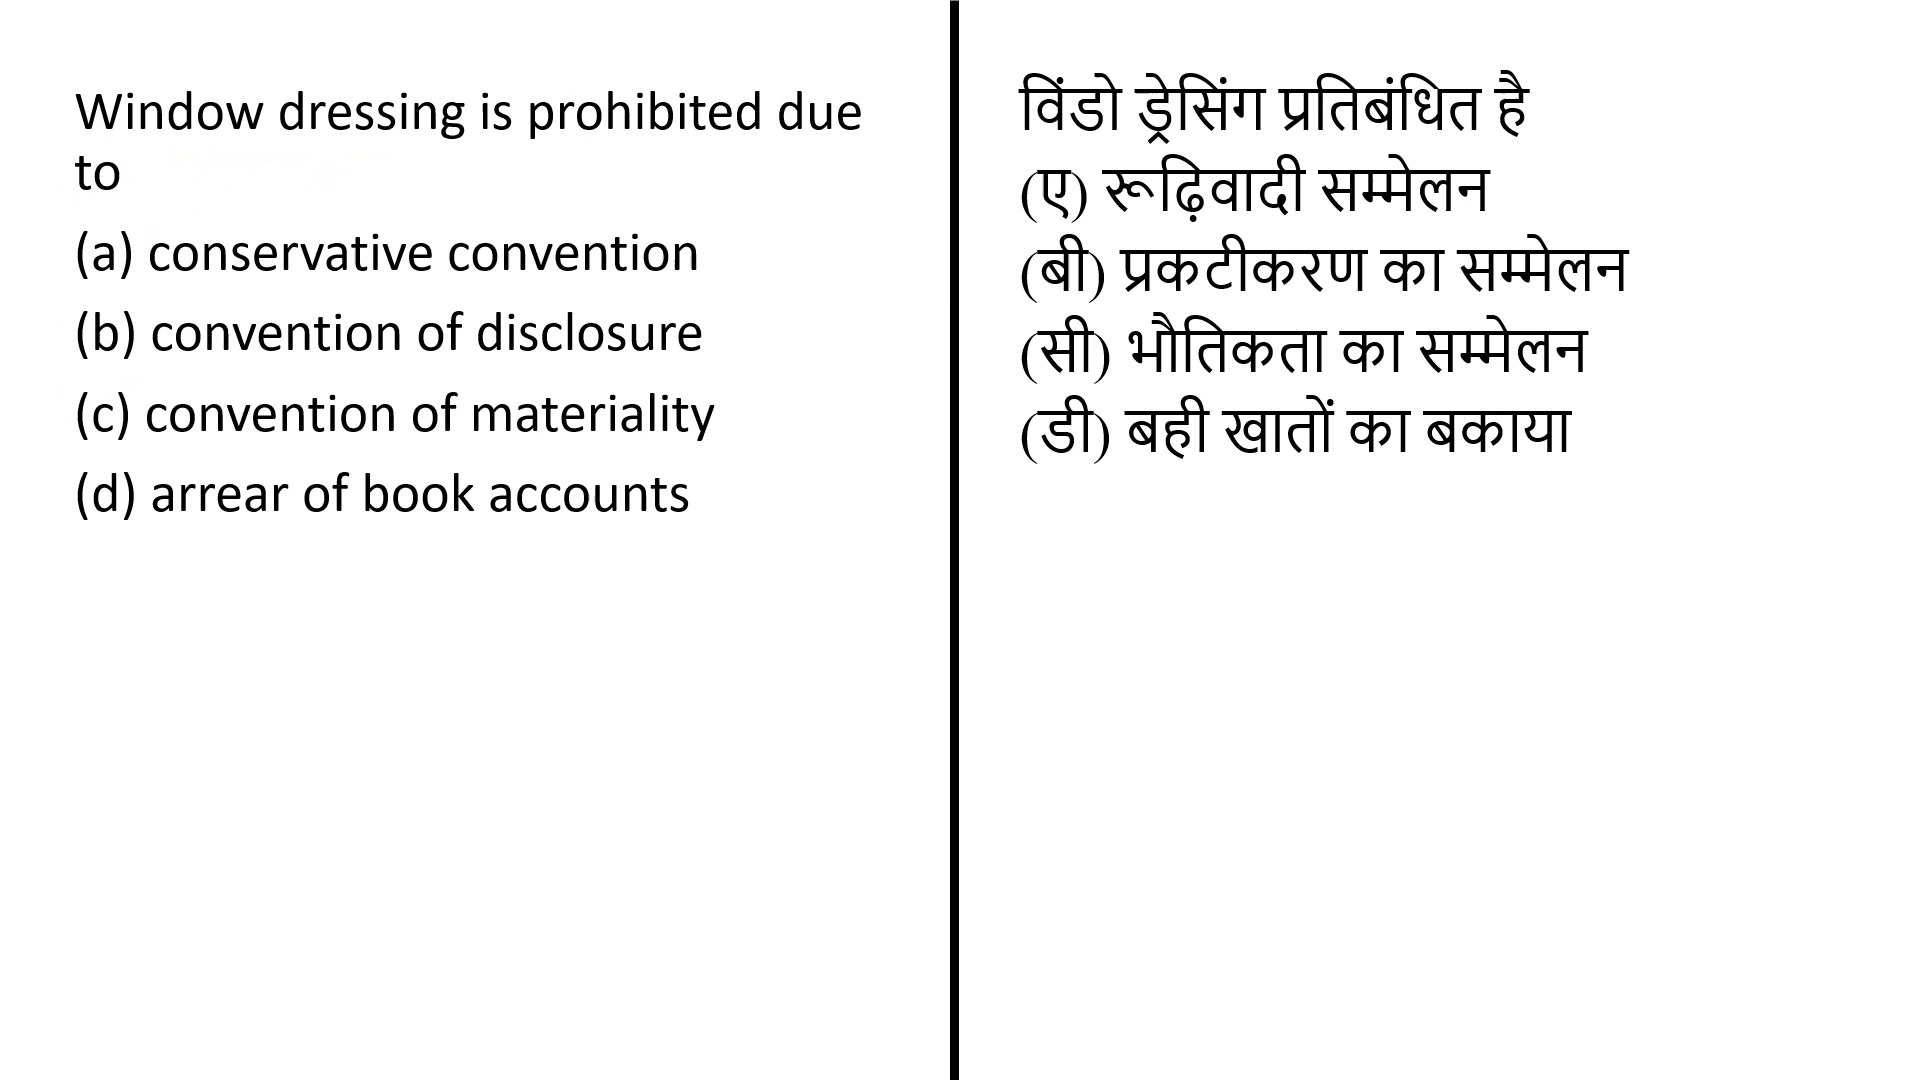 Window dressing is prohibited due
to
(a) conservative convention
(b) convention of disclosure
(c) convention of materiality
(d) arrear of book accounts
विंडो ड्रेसिंग प्रतिबंधित है
(ए) रूढ़िवादी सम्मेलन
(बी) प्रकटीकरण का सम्मेलन
(सी) भौतिकता का सम्मेलन
(डी) बही खातों का बकाया